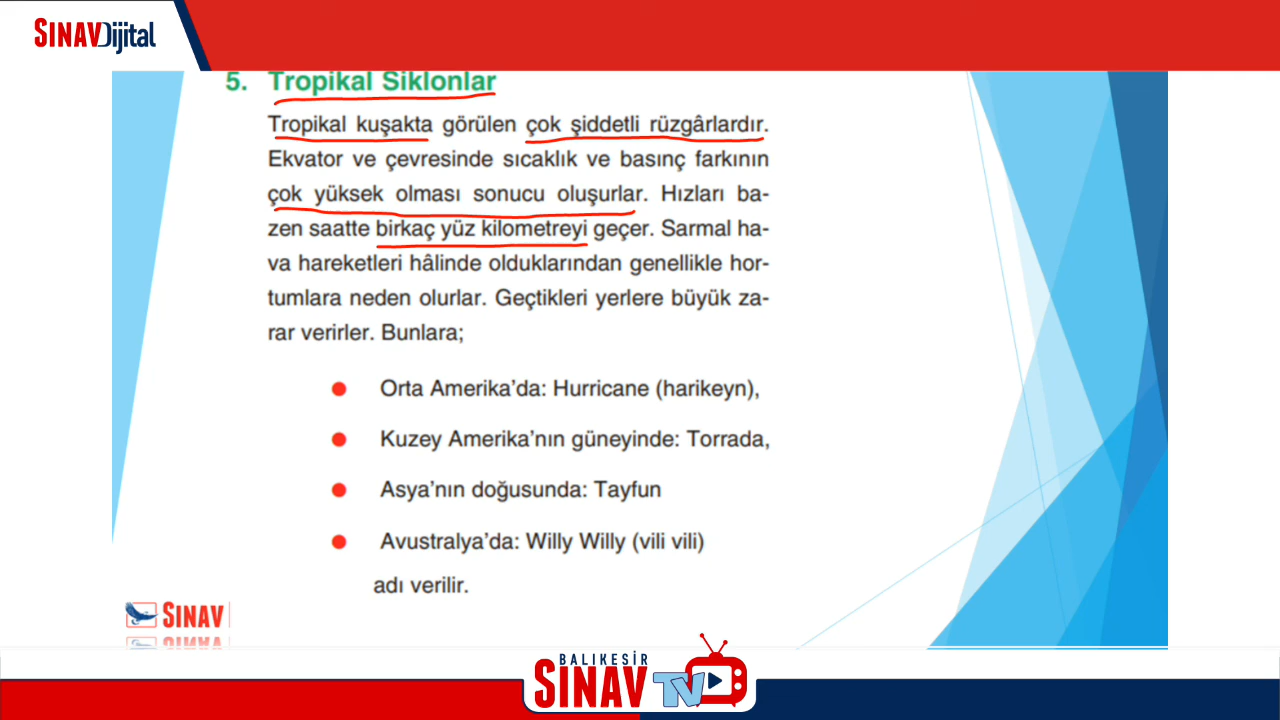 SINAVDijital
5. Tropikal Siklonlar
Tropikal kuşakta görülen çok şiddetli rüzgârlardır.
Ekvator ve çevresinde sıcaklık ve basınç farkının
çok yüksek olması sonucu oluşurlar. Hızları ba-
zen saatte birkaç yüz kilometreyi geçer. Sarmal ha-
va hareketleri hâlinde olduklarından genellikle hor-
tumlara neden olurlar. Geçtikleri yerlere büyük za-
rar verirler. Bunlara;
● Orta Amerika’da: Hurricane (harikeyn),
● Kuzey Amerika’nın güneyinde: Torrada,
● Asya’nın doğusunda: Tayfun
● Avustralya’da: Willy Willy (vili vili)
adı verilir.
SINAV
BALIKESİR
SINAV TV